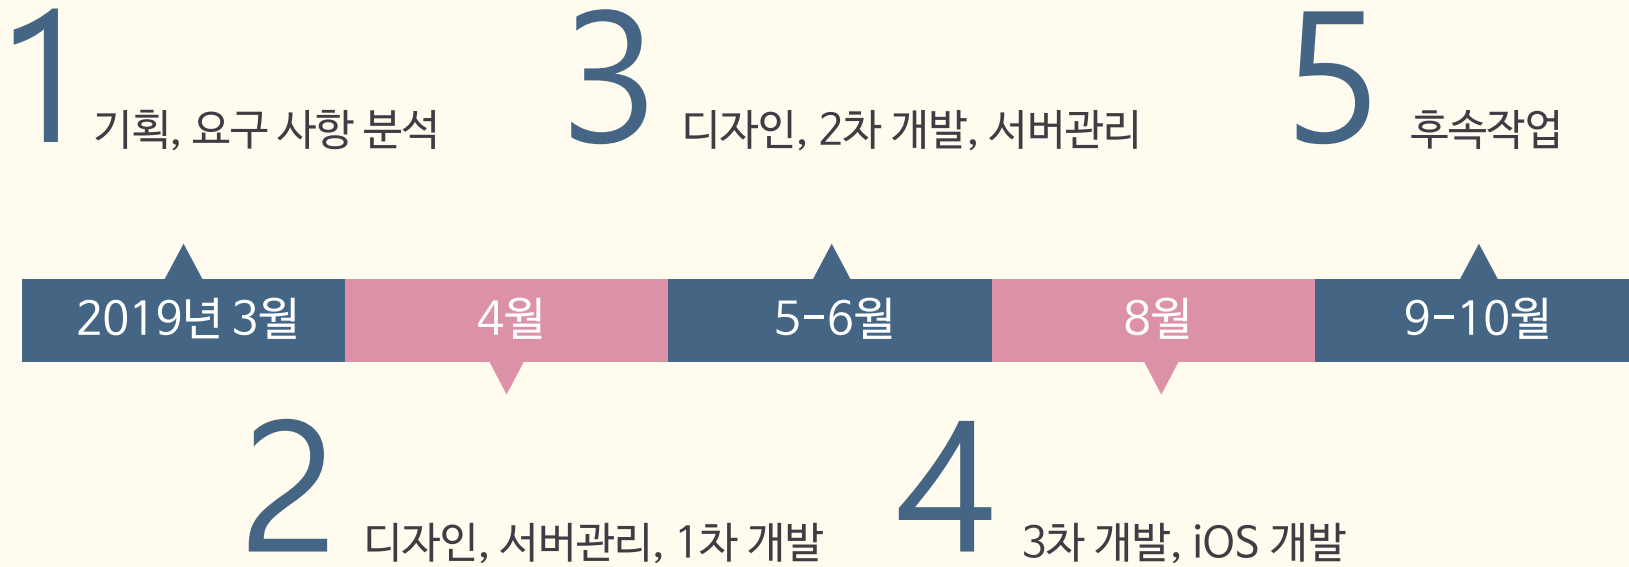 1
기획, 요구 사항 분석
3
디자인, 2차 개발, 서버관리
5
후속작업
2019년 3월
4월
5-6월
8월
9-10월
2
디자인, 서버관리, 1차 개발
4
3차 개발, iOS 개발